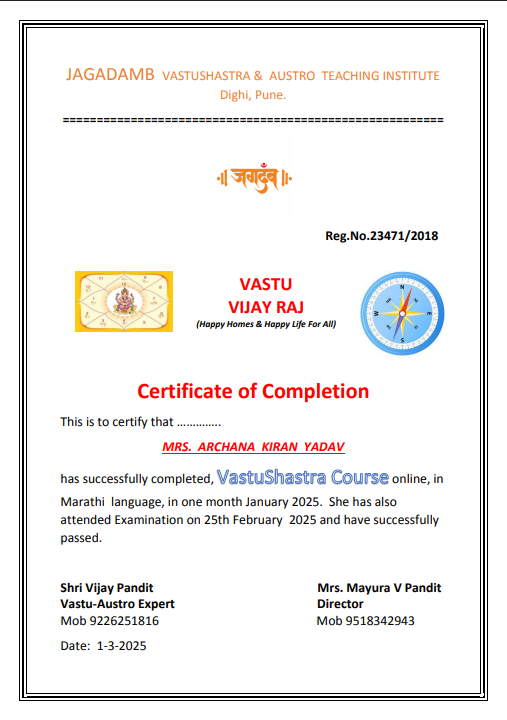 JAGADAMB VASTUSHASTRA & AUSTRO TEACHING INSTITUTE
Dighi, Pune.
=======================================================
·॥ जगदंब ॥·
Reg.No.23471/2018
VASTU
VIJAY RAJ
(Happy Homes & Happy Life For All)
N
E
S
W
Certificate of Completion
This is to certify that …………..
MRS. ARCHANA KIRAN YADAV
has successfully completed, VastuShastra Course online, in
Marathi language, in one month January 2025. She has also
attended Examination on 25th February 2025 and have successfully
passed.
Shri Vijay Pandit
Vastu-Austro Expert
Mob 9226251816
Mrs. Mayura V Pandit
Director
Mob 9518342943
Date: 1-3-2025